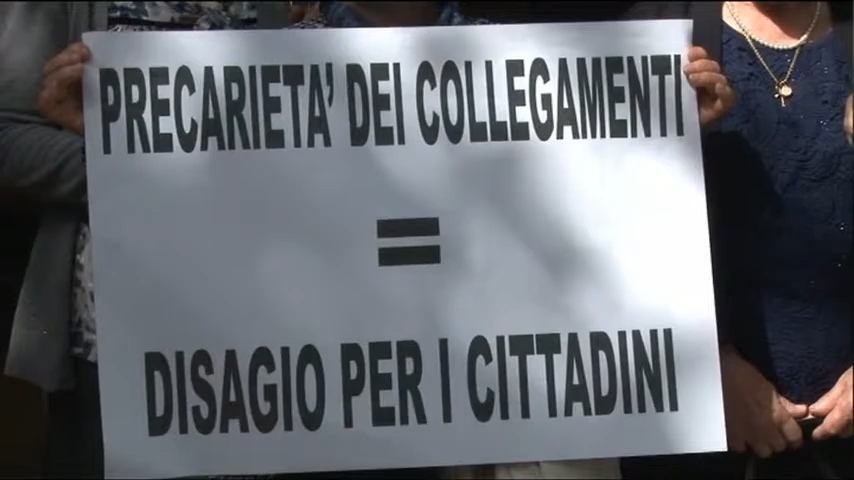 PRECARIETA' DEI COLLEGAMENTI
=
DISAGIO PER I CITTADINI